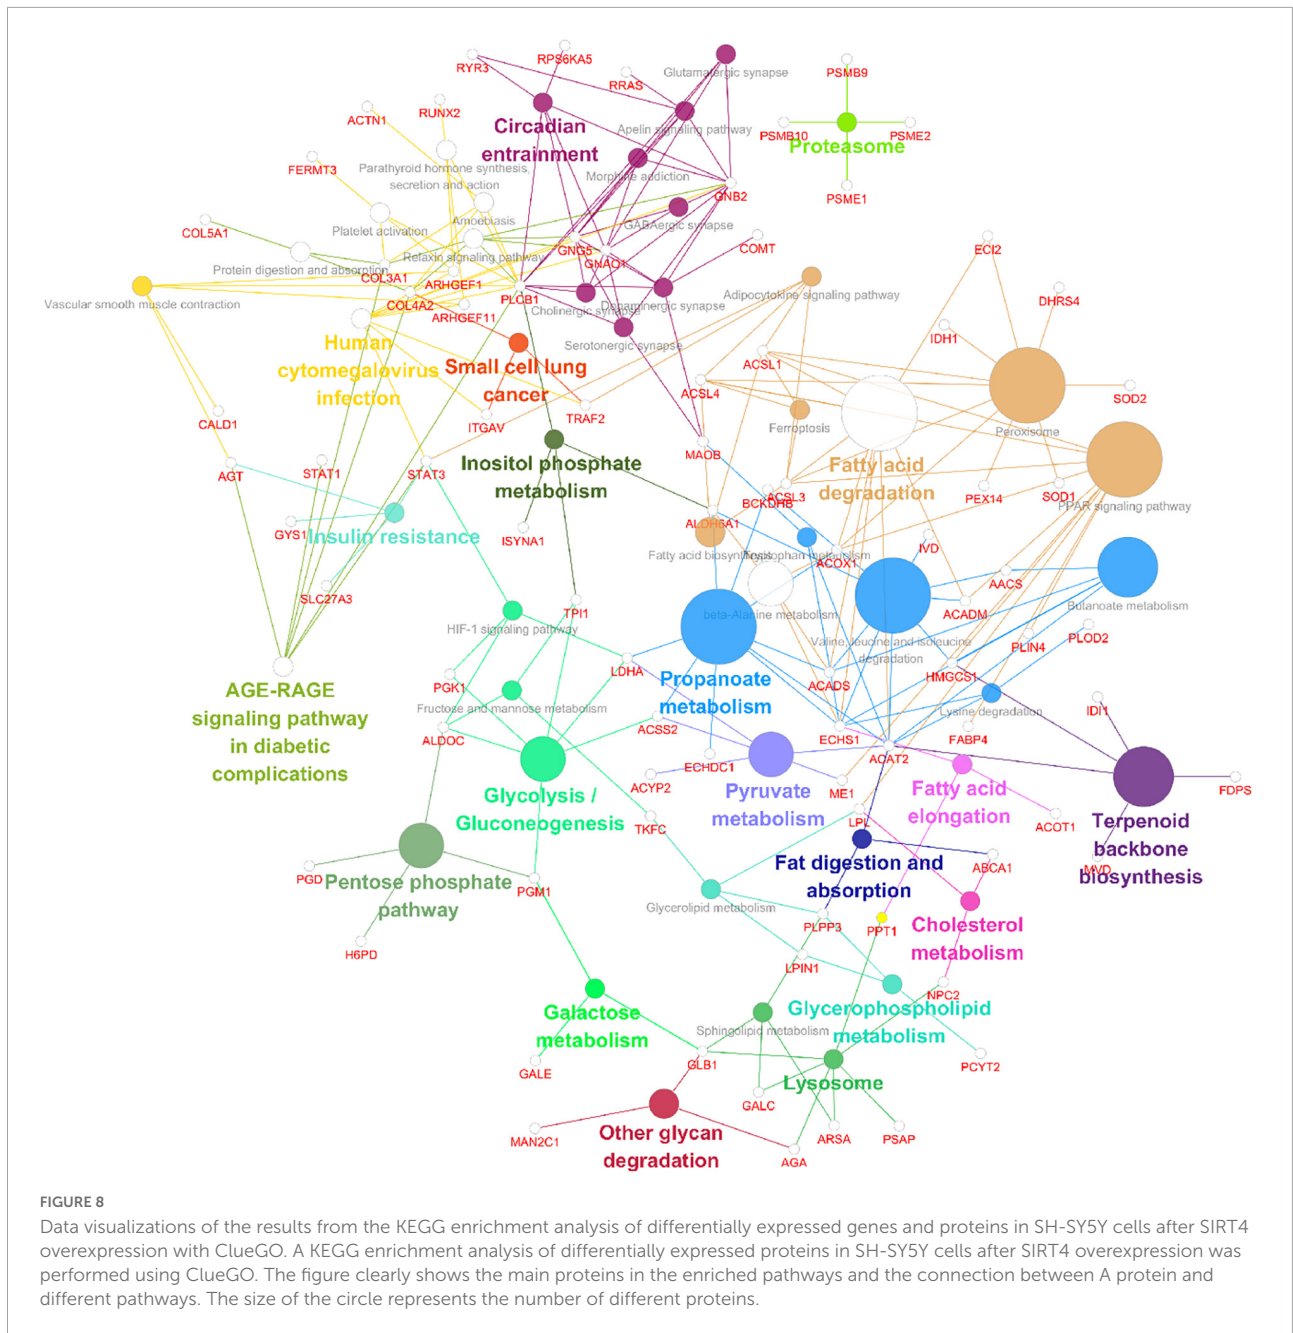 RYR3
RPS6KA5
Glutamatergic synapse
RRAS
PSMB9
ACTN1
RUNX2
Circadian
entrainment
Apelin signaling pathway
PSMB10
PSME2
Proteasome
FERMT3
Parathyroid hormone synthesis,
secretion and action
Morphine addiction
GNB2
PSME1
COL5A1
Platelet activation
Amoebiasis
GABAergic synapse
COMT
ECI2
Relaxin signaling pathway
GNG5
GNAQ1
Protein digestion and absorption
COL3A1
ARHGEF1
Adipocytokine signaling pathway
DHRS4
Vascular smooth muscle contraction
COL4A2
ARHGEF11
PLCB1
Cholinergic synapse
Dopaminergic synapse
Serotonergic synapse
IDH1
Human
cytomegalovirus
infection
Small cell lung
cancer
ACSL1
ACSL4
SOD2
CALD1
ITGAV
TRAF2
Ferroptosis
Peroxisome
MAOB
AGT
STAT1
STAT3
Inositol phosphate
metabolism
Fatty acid
degradation
BCKDHB
ACSL3
PEX14
SOD1
PPAR signaling pathway
GYS1
Insulin resistance
ISYNA1
ALDH6A1
Fatty acid biosynthesis
Tryptophan metabolism
ACOX1
IVD
AACS
SLC27A3
TPI1
HIF-1 signaling pathway
beta-Alanine metabolism
ACADM
Butanoate metabolism
Valine, leucine and isoleucine
degradation
PLIN4
PLOD2
AGE-RAGE
signaling pathway
in diabetic
complications
PGK1
LDHA
Propanoate
metabolism
ACADS
HMGCS1
Fructose and mannose metabolism
Lysine degradation
IDI1
ALDOC
ACSS2
ECHS1
FABP4
ACAT2
ECHDC1
ACYP2
ME1
FDPS
Glycolysis /
Gluconeogenesis
Pyruvate
metabolism
Fatty acid
elongation
TKFC
LPL
ACOT1
Terpenoid
backbone
biosynthesis
MVD
Fat digestion and
absorption
ABCA1
PGD
Pentose phosphate
pathway
PGM1
Glycerolipid metabolism
PLPP3
PPT1
Cholesterol
metabolism
H6PD
LPIN1
NPC2
Galactose
metabolism
Glycerophospholipid
metabolism
Sphingolipid metabolism
GALE
GLB1
PCYT2
Lysosome
GALC
MAN2C1
Other glycan
degradation
ARSA
PSAP
AGA
FIGURE 8
Data visualizations of the results from the KEGG enrichment analysis of differentially expressed genes and proteins in SH-SY5Y cells after SIRT4
overexpression with ClueGO. A KEGG enrichment analysis of differentially expressed proteins in SH-SY5Y cells after SIRT4 overexpression was
performed using ClueGO. The figure clearly shows the main proteins in the enriched pathways and the connection between A protein and
different pathways. The size of the circle represents the number of different proteins.